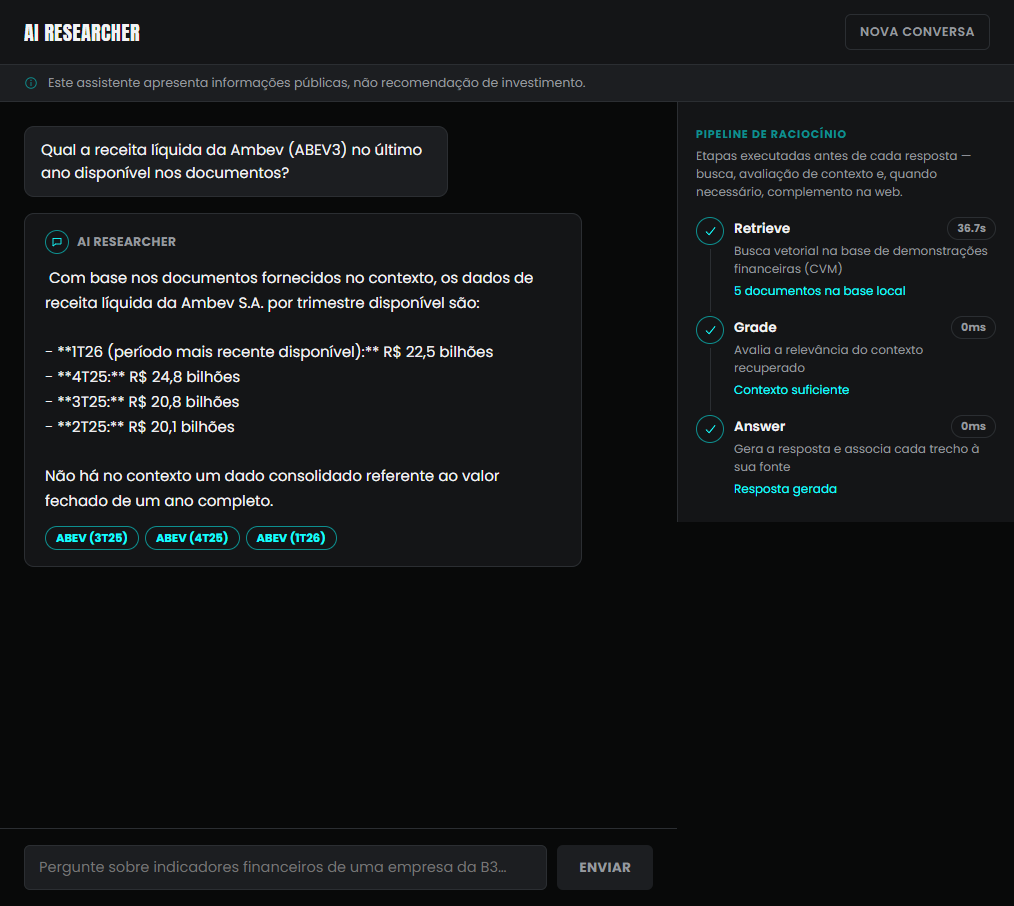 AI RESEARCHER
NOVA CONVERSA
Este assistente apresenta informações públicas, não recomendação de investimento.
Qual a receita líquida da Ambev (ABEV3) no último
ano disponível nos documentos?
AI RESEARCHER
Com base nos documentos fornecidos no contexto, os dados de
receita líquida da Ambev S.A. por trimestre disponível são:
- **1T26 (período mais recente disponível):** R$ 22,5 bilhões
- **4T25:** R$ 24,8 bilhões
- **3T25:** R$ 20,8 bilhões
- **2T25:** R$ 20,1 bilhões
Não há no contexto um dado consolidado referente ao valor
fechado de um ano completo.
ABEV (3T25) ABEV (4T25) ABEV (1T26)
Pergunte sobre indicadores financeiros de uma empresa da B3...
ENVIAR
PIPELINE DE RACIOCÍNIO
Etapas executadas antes de cada resposta —
busca, avaliação de contexto e, quando
necessário, complemento na web.
Retrieve 36.7s
Busca vetorial na base de demonstrações
financeiras (CVM)
5 documentos na base local
Grade 0ms
Avalia a relevância do contexto
recuperado
Contexto suficiente
Answer 0ms
Gera a resposta e associa cada trecho à
sua fonte
Resposta gerada